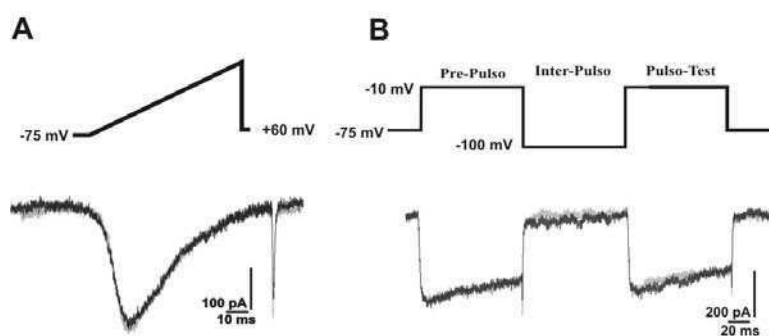 A
-75 mV
+60 mV
100 pA
10 ms
B
Pre-Pulso
Inter-Pulso
Pulso-Test
-10 mV
-75 mV
-100 mV
200 pA
20 ms